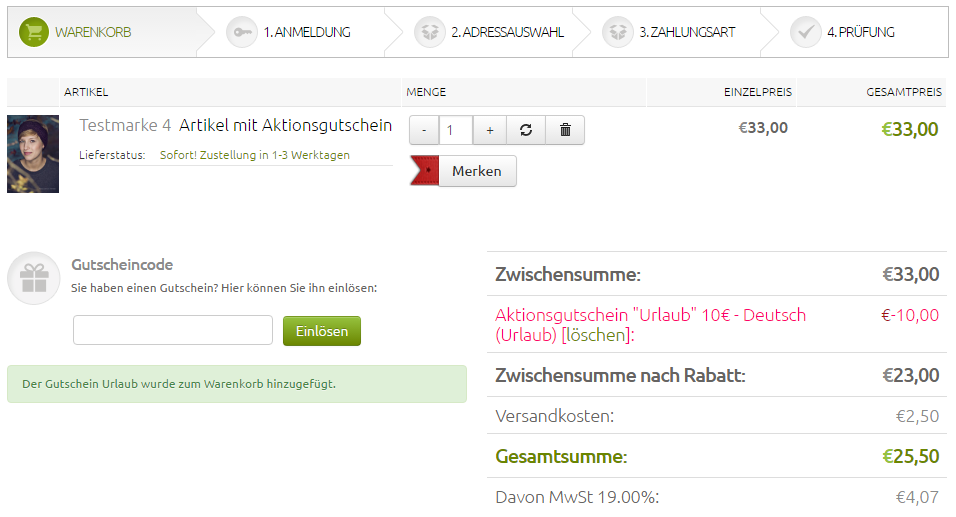 WARENKORB
1. ANMELDUNG
2. ADRESSAUSWAHL
3. ZAHLUNGSART
4. PRÜFUNG
ARTIKEL MENGE EINZELPREIS GESAMTPREIS
Testmarke 4 Artikel mit Aktionsgutschein - 1 + €33,00 €33,00
Lieferstatus: Sofort! Zustellung in 1-3 Werktagen
Merken
Gutscheincode
Sie haben einen Gutschein? Hier können Sie ihn einlösen:
Einlösen
Der Gutschein Urlaub wurde zum Warenkorb hinzugefügt.
Zwischensumme: €33,00
Aktionsgutschein "Urlaub" 10€ - Deutsch €-10,00
(Urlaub) [löschen]:
Zwischensumme nach Rabatt: €23,00
Versandkosten: €2,50
Gesamtsumme: €25,50
Davon MwSt 19.00%: €4,07